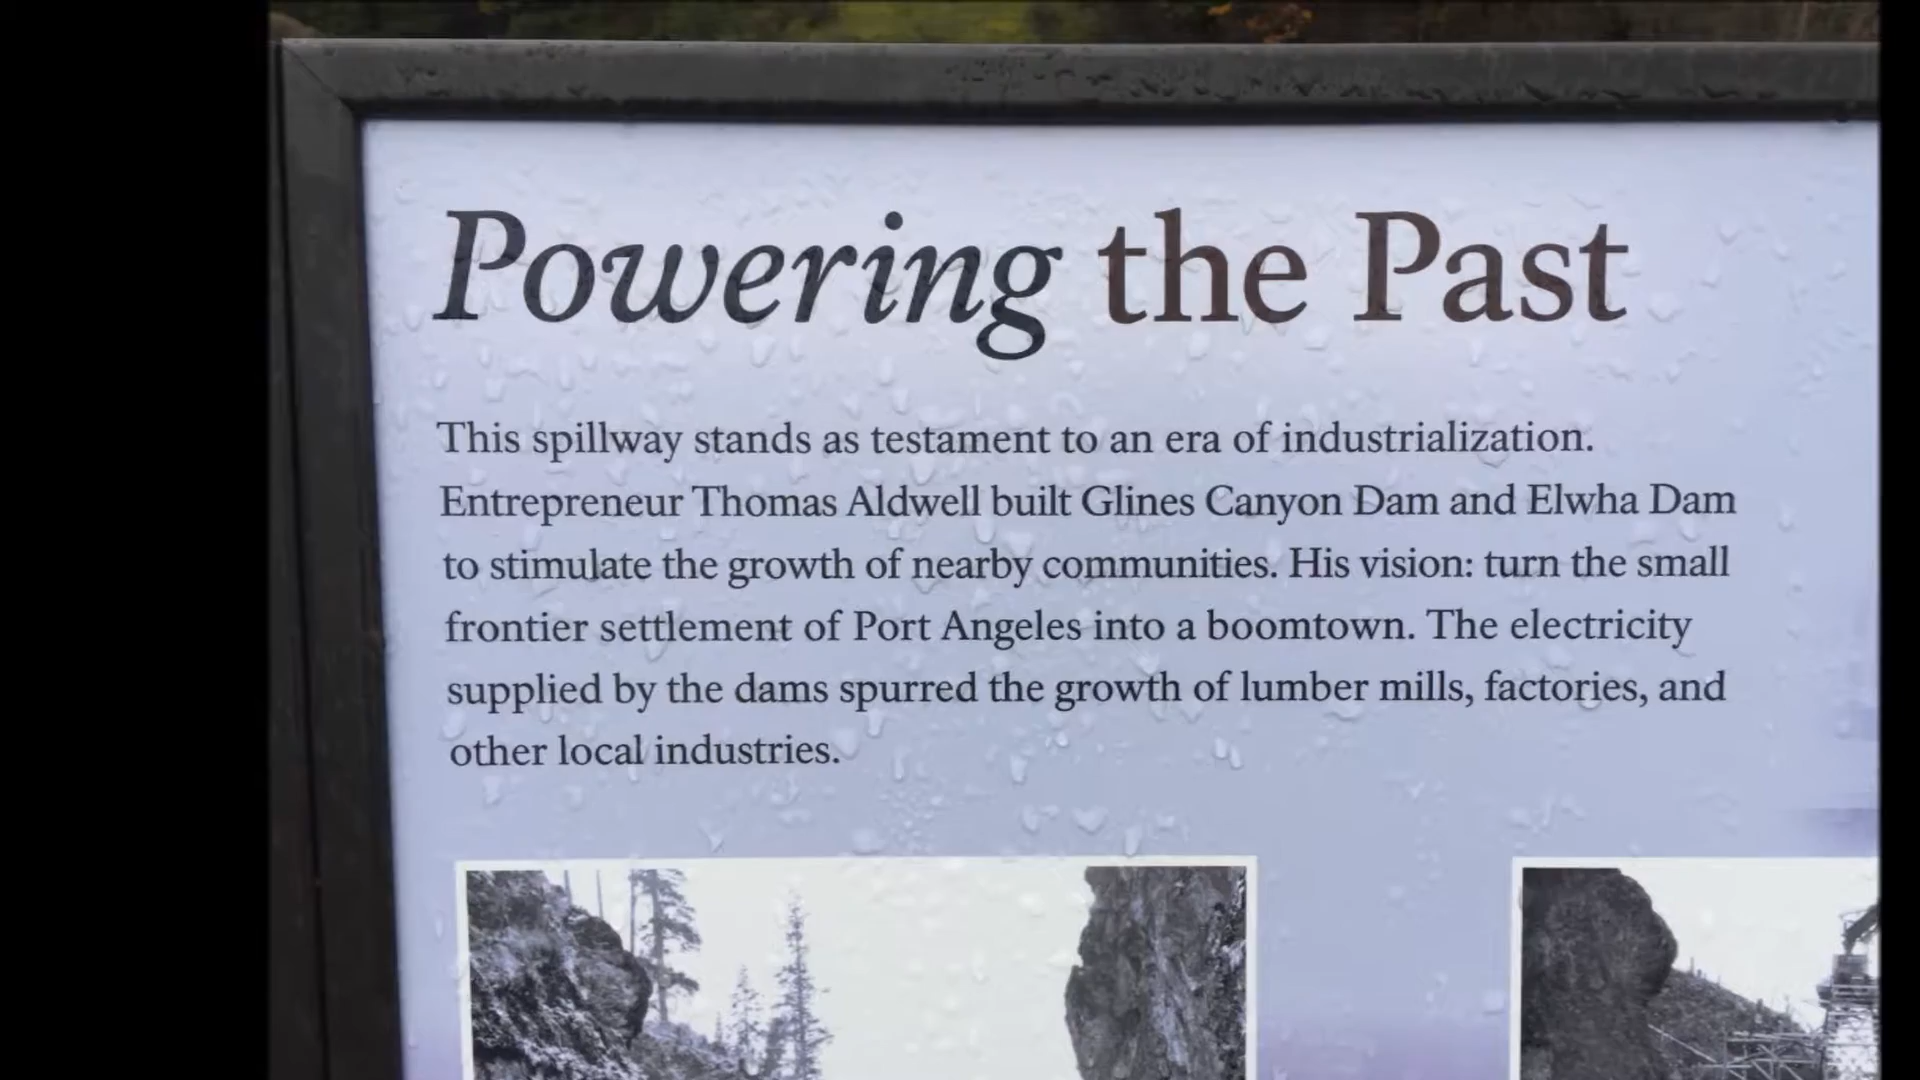 Powering the Past
This spillway stands as testament to an era of industrialization.
Entrepreneur Thomas Aldwell built Glines Canyon Dam and Elwha Dam
to stimulate the growth of nearby communities. His vision: turn the small
frontier settlement of Port Angeles into a boomtown. The electricity
supplied by the dams spurred the growth of lumber mills, factories, and
other local industries.